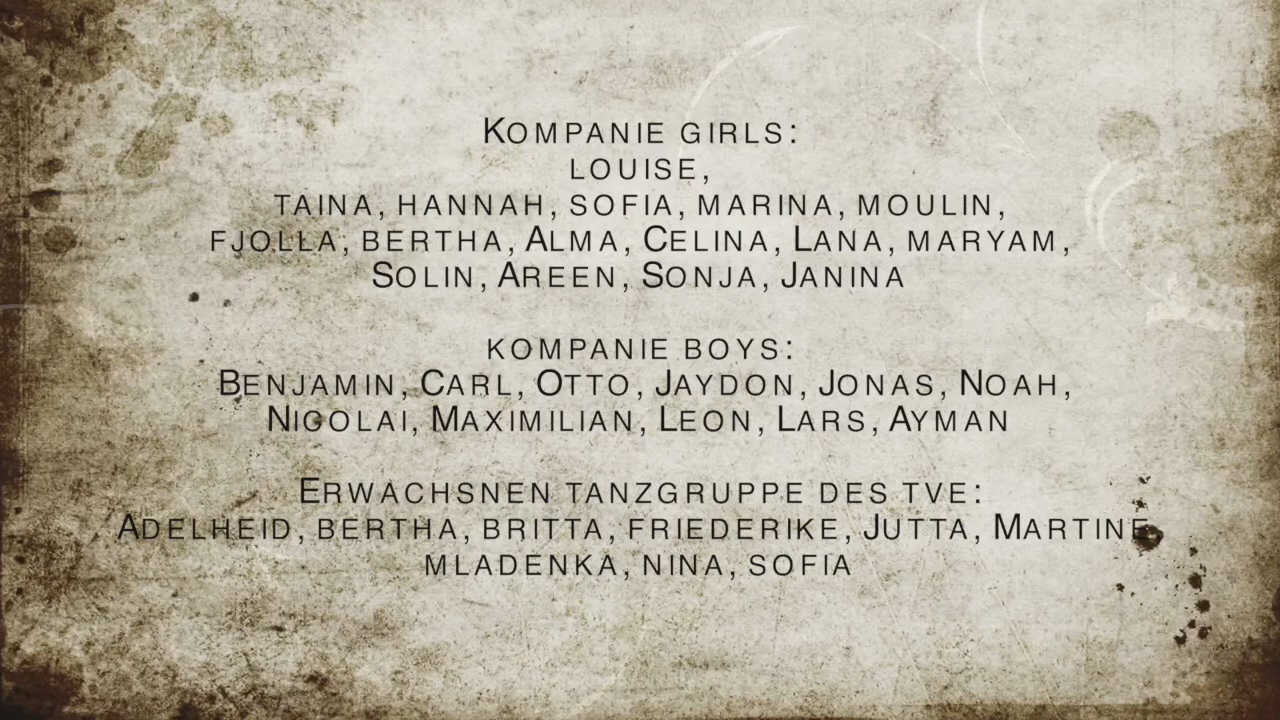 Kompanie girls:
louise,
taina, hannah, sofia, marina, moulin,
fjolla, bertha, Alma, Celina, Lana, maryam,
Solin, Areen, Sonja, Janina
kompanie boys:
Benjamin, Carl, Otto, Jaydon, Jonas, Noah,
Nicolai, Maximilian, Leon, Lars, Ayman
Erwachsnen tanzgruppe des tve:
Adelheid, bertha, britta, friederike, Jutta, Martine
mladenka, nina, sofia